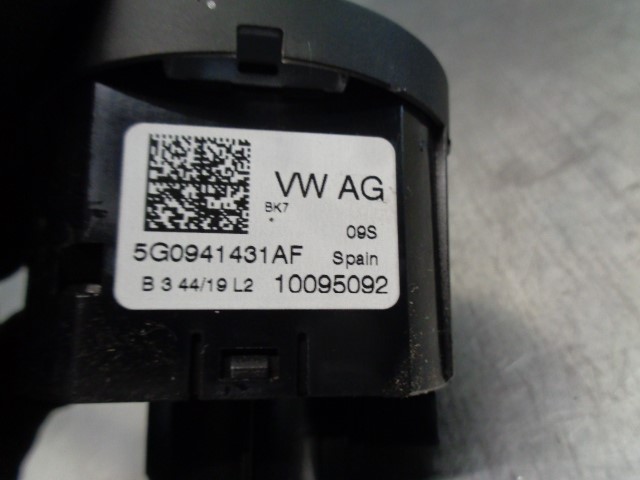 VW AG
BK7
*
09S
5G0941431AF Spain
B 3 44/19 L2 10095092